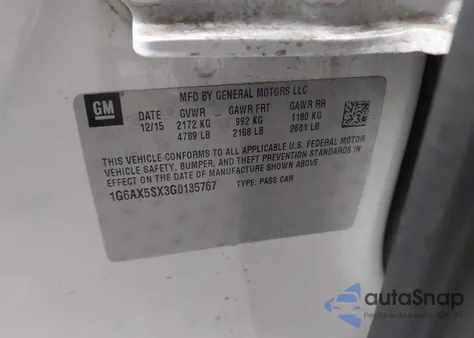 GM
MFD BY GENERAL MOTORS LLC
DATE GVWR GAWR FRT GAWR RR
12/15 2172 KG 992 KG 1180 KG
4789 LB 2188 LB 2601 LB
THIS VEHICLE CONFORMS TO ALL APPLICABLE U.S. FEDERAL MOTOR
VEHICLE SAFETY, BUMPER, AND THEFT PREVENTION STANDARDS IN
EFFECT ON THE DATE OF MANUFACTURE SHOWN ABOVE.
1G6AX5SX3G0135767 TYPE: PASS CAR
autoSnap